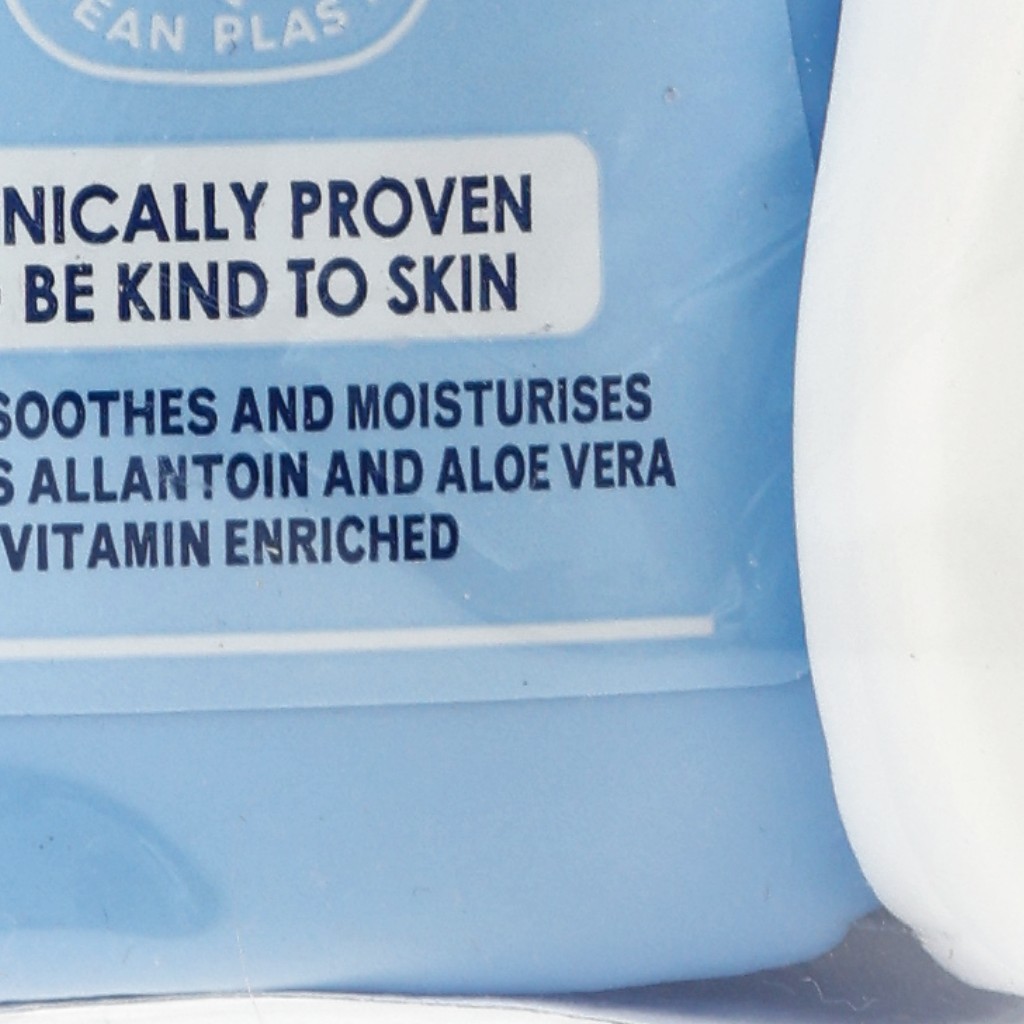 EAN PLAS
NICALLY PROVEN
BE KIND TO SKIN
SOOTHES AND MOISTURISES
S ALLANTOIN AND ALOE VERA
VITAMIN ENRICHED